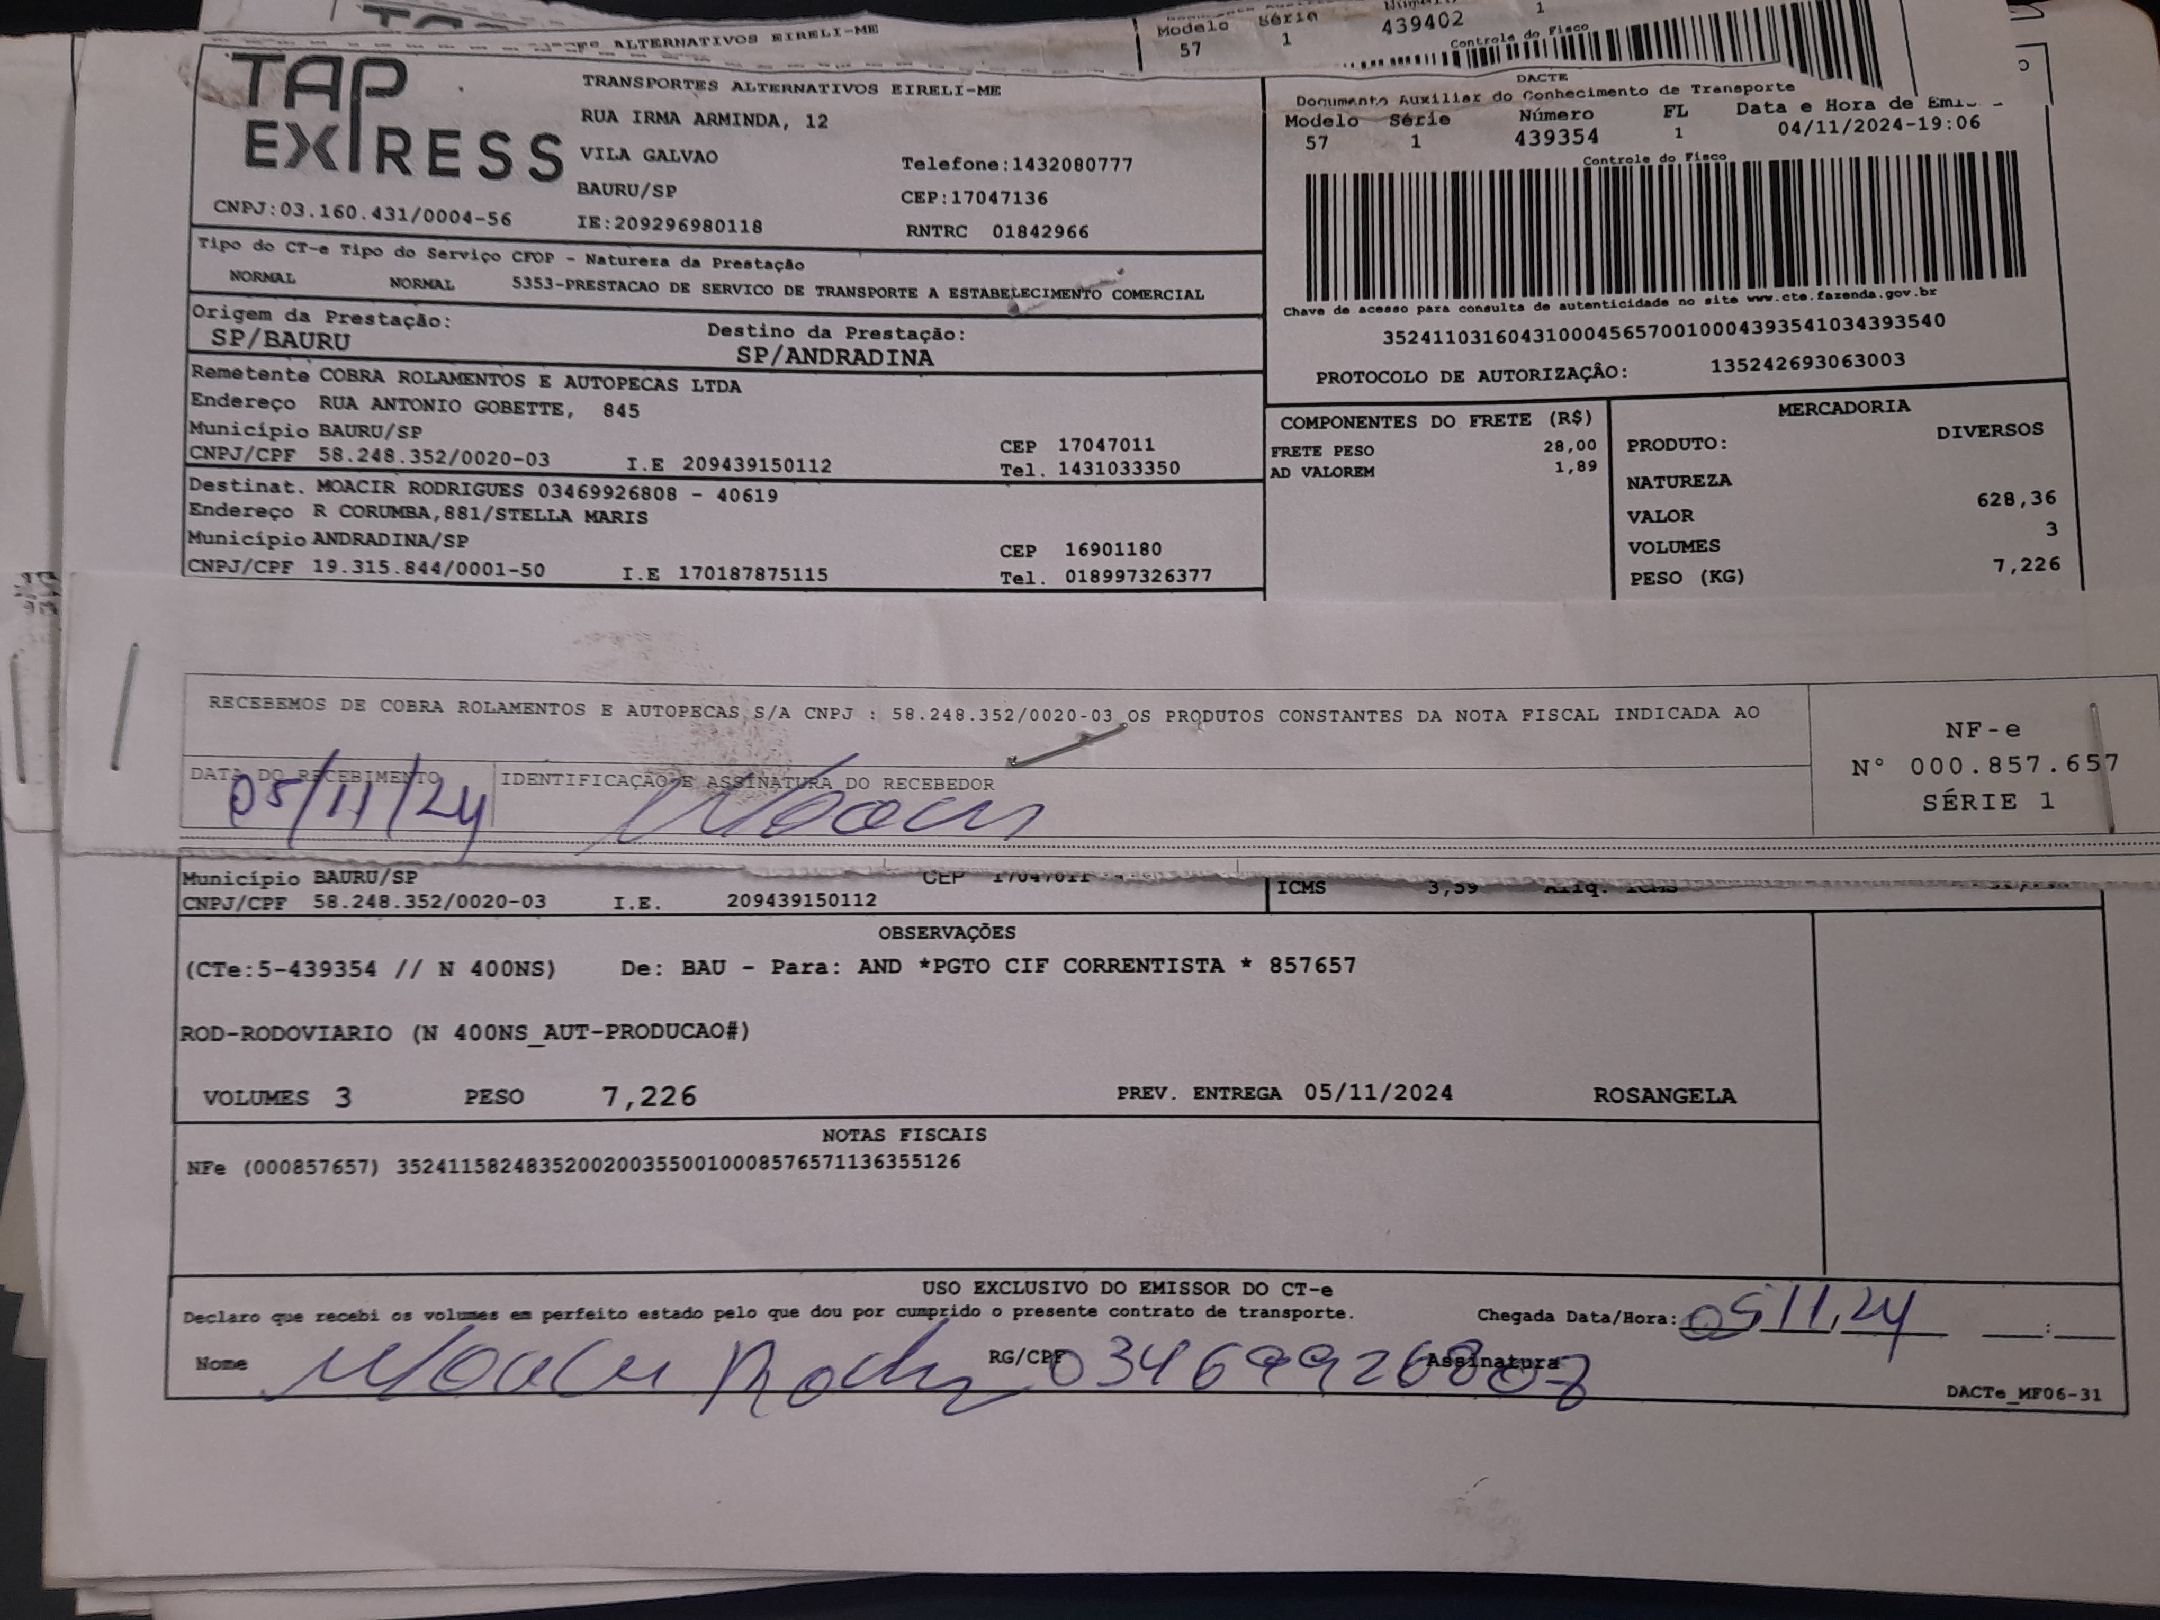 ALTERNATIVOS EIRELI-ME
Modelo Série
57 1 439402 1
Controle do Fisco
TAP EXPRESS
TRANSPORTES ALTERNATIVOS EIRELI-ME
RUA IRMA ARMINDA, 12
VILA GALVAO Telefone:1432080777
BAURU/SP CEP:17047136
CNPJ:03.160.431/0004-56 IE:209296980118 RNTRC 01842966
DACTE
Documento Auxiliar do Conhecimento de Transporte
Modelo Série Número FL Data e Hora de
57 1 439354 1 04/11/2024-19:06
Controle do Fisco
Chave de acesso para consulta de autenticidade no site www.cte.fazenda.gov.br
35241103160431000456570010004393541034393540
PROTOCOLO DE AUTORIZAÇÂO: 135242693063003
Tipo do CT-e Tipo do Serviço CFOP - Natureza da Prestação
NORMAL NORMAL 5353-PRESTACAO DE SERVICO DE TRANSPORTE A ESTABELECIMENTO COMERCIAL
Origem da Prestação: Destino da Prestação:
SP/BAURU SP/ANDRADINA
Remetente COBRA ROLAMENTOS E AUTOPECAS LTDA
Endereço RUA ANTONIO GOBETTE, 845
Município BAURU/SP CEP 17047011
CNPJ/CPF 58.248.352/0020-03 I.E 209439150112 Tel. 1431033350
Destinat. MOACIR RODRIGUES 03469926808 - 40619
Endereço R CORUMBA,881/STELLA MARIS
Município ANDRADINA/SP CEP 16901180
CNPJ/CPF 19.315.844/0001-50 I.E 170187875115 Tel. 018997326377
COMPONENTES DO FRETE (R$)
FRETE PESO 28,00
AD VALOREM 1,89
MERCADORIA
PRODUTO: DIVERSOS
NATUREZA
VALOR 628,36
VOLUMES 3
PESO (KG) 7,226
RECEBEMOS DE COBRA ROLAMENTOS E AUTOPECAS S/A CNPJ : 58.248.352/0020-03 OS PRODUTOS CONSTANTES DA NOTA FISCAL INDICADA AO
DATA DO RECEBIMENTO IDENTIFICAÇÃO E ASSINATURA DO RECEBEDOR
05/11/24 Moacir
NF-e
N° 000.857.657
SÉRIE 1
Município BAURU/SP CEP 17047011
CNPJ/CPF 58.248.352/0020-03 I.E. 209439150112
ICMS 3,59 Aliq. ICMS
OBSERVAÇÕES
(CTe:5-439354 // N 400NS) De: BAU - Para: AND *PGTO CIF CORRENTISTA * 857657
ROD-RODOVIARIO (N 400NS_AUT-PRODUCAO#)
VOLUMES 3 PESO 7,226 PREV. ENTREGA 05/11/2024 ROSANGELA
NOTAS FISCAIS
NFe (000857657) 35241158248352002003550010008576571136355126
USO EXCLUSIVO DO EMISSOR DO CT-e
Declaro que recebi os volumes em perfeito estado pelo que dou por cumprido o presente contrato de transporte. Chegada Data/Hora: 05 11 24 :
Nome Moacir Rodr RG/CPF 03469926808 Assinatura
DACTe_MF06-31